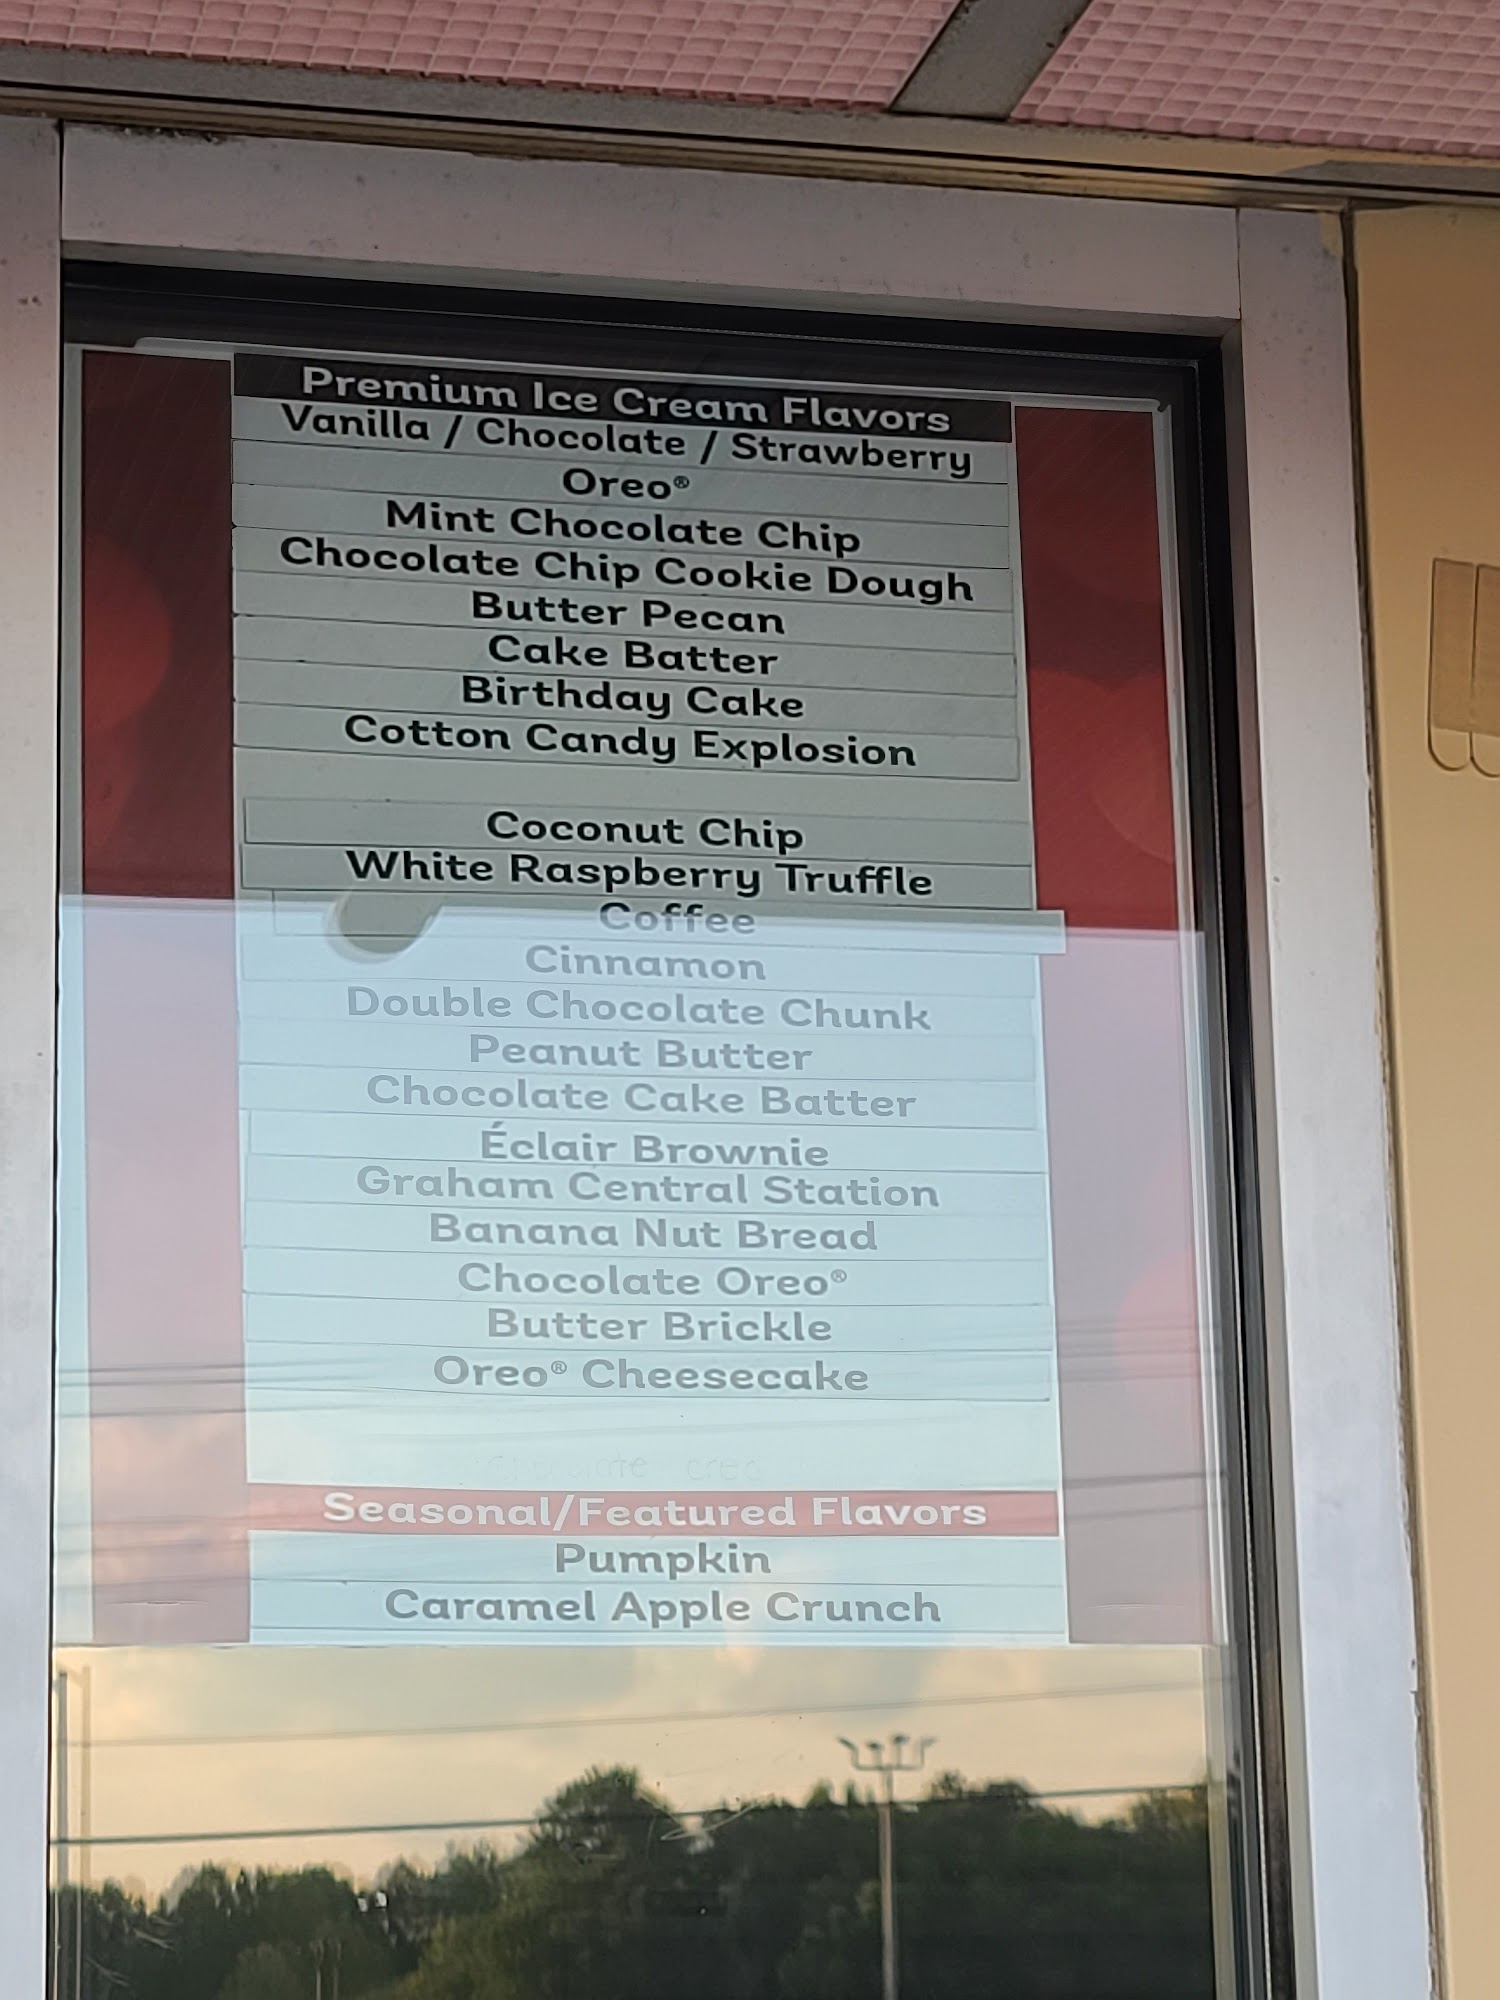 Premium Ice Cream Flavors
Vanilla / Chocolate / Strawberry
Oreo®
Mint Chocolate Chip
Chocolate Chip Cookie Dough
Butter Pecan
Cake Batter
Birthday Cake
Cotton Candy Explosion
Coconut Chip
White Raspberry Truffle
Coffee
Cinnamon
Double Chocolate Chunk
Peanut Butter
Chocolate Cake Batter
Éclair Brownie
Graham Central Station
Banana Nut Bread
Chocolate Oreo®
Butter Brickle
Oreo® Cheesecake
Seasonal/Featured Flavors
Pumpkin
Caramel Apple Crunch